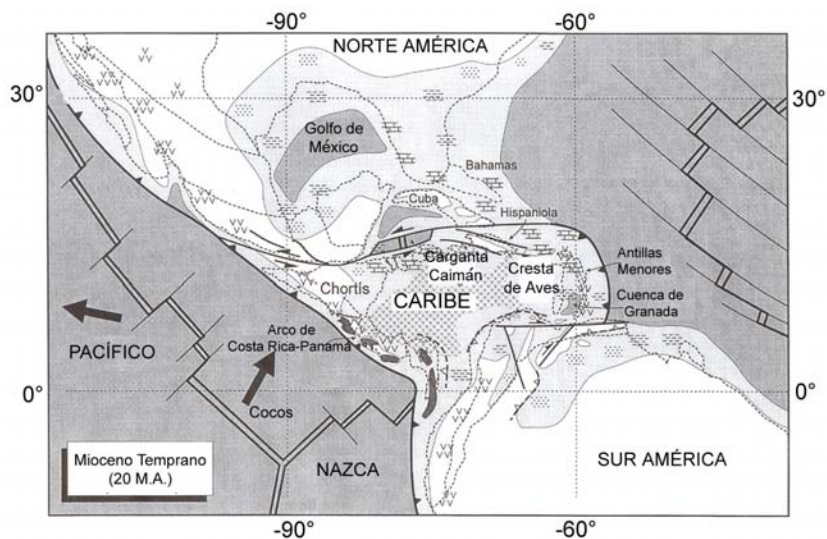 -90°
-60°
NORTE AMÉRICA
30°
30°
Golfo de
México
Bahamas
Cuba
Hispaniola
Antillas
Menores
Carganta
Caimán
Cresta
de Aves
Chortis
CARIBE
Cuenca de
Granada
Arco de
Costa Rica-Panamá
PACÍFICO
0°
0°
Cocos
Mioceno Temprano
(20 M.A.)
NAZCA
SUR AMÉRICA
-90°
-60°